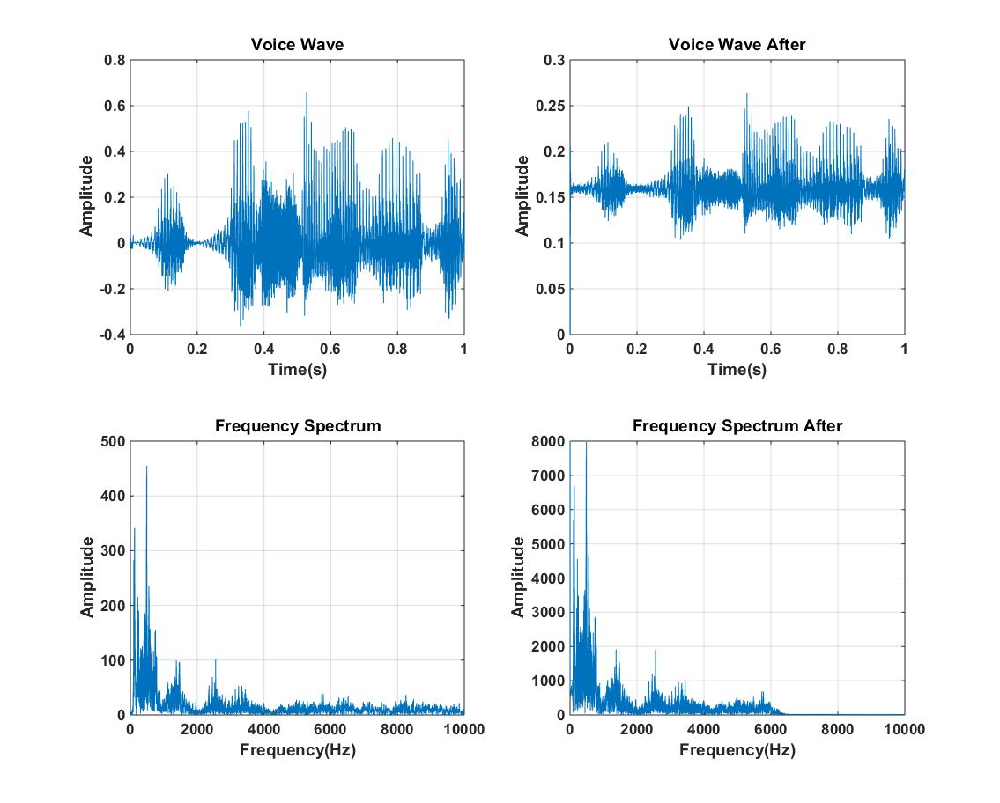 Voice Wave
0.8
0.6
0.4
0.2
0
-0.2
-0.4
Amplitude
0 0.2 0.4 0.6 0.8 1
Time(s)
Voice Wave After
0.3
0.25
0.2
0.15
0.1
0.05
0
Amplitude
0 0.2 0.4 0.6 0.8 1
Time(s)
Frequency Spectrum
500
400
300
200
100
0
Amplitude
0 2000 4000 6000 8000 10000
Frequency(Hz)
Frequency Spectrum After
8000
7000
6000
5000
4000
3000
2000
1000
0
Amplitude
0 2000 4000 6000 8000 10000
Frequency(Hz)